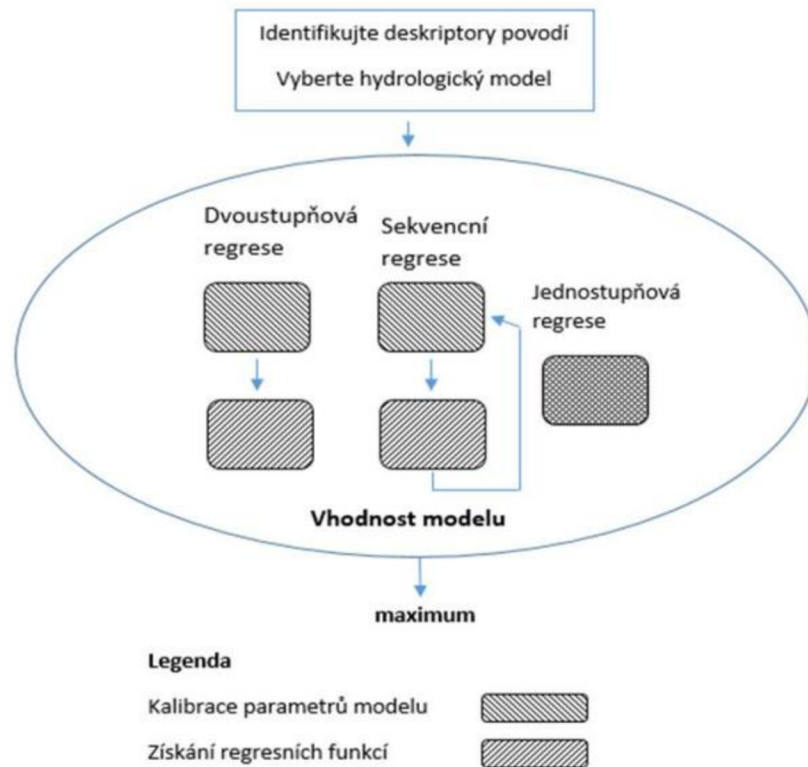 Identifikujte deskriptory povodí
Vyberte hydrologický model
Dvoustupňová
regrese
Sekvencní
regrese
Jednostupňová
regrese
Vhodnost modelu
maximum
Legenda
Kalibrace parametrů modelu
Získání regresních funkcí